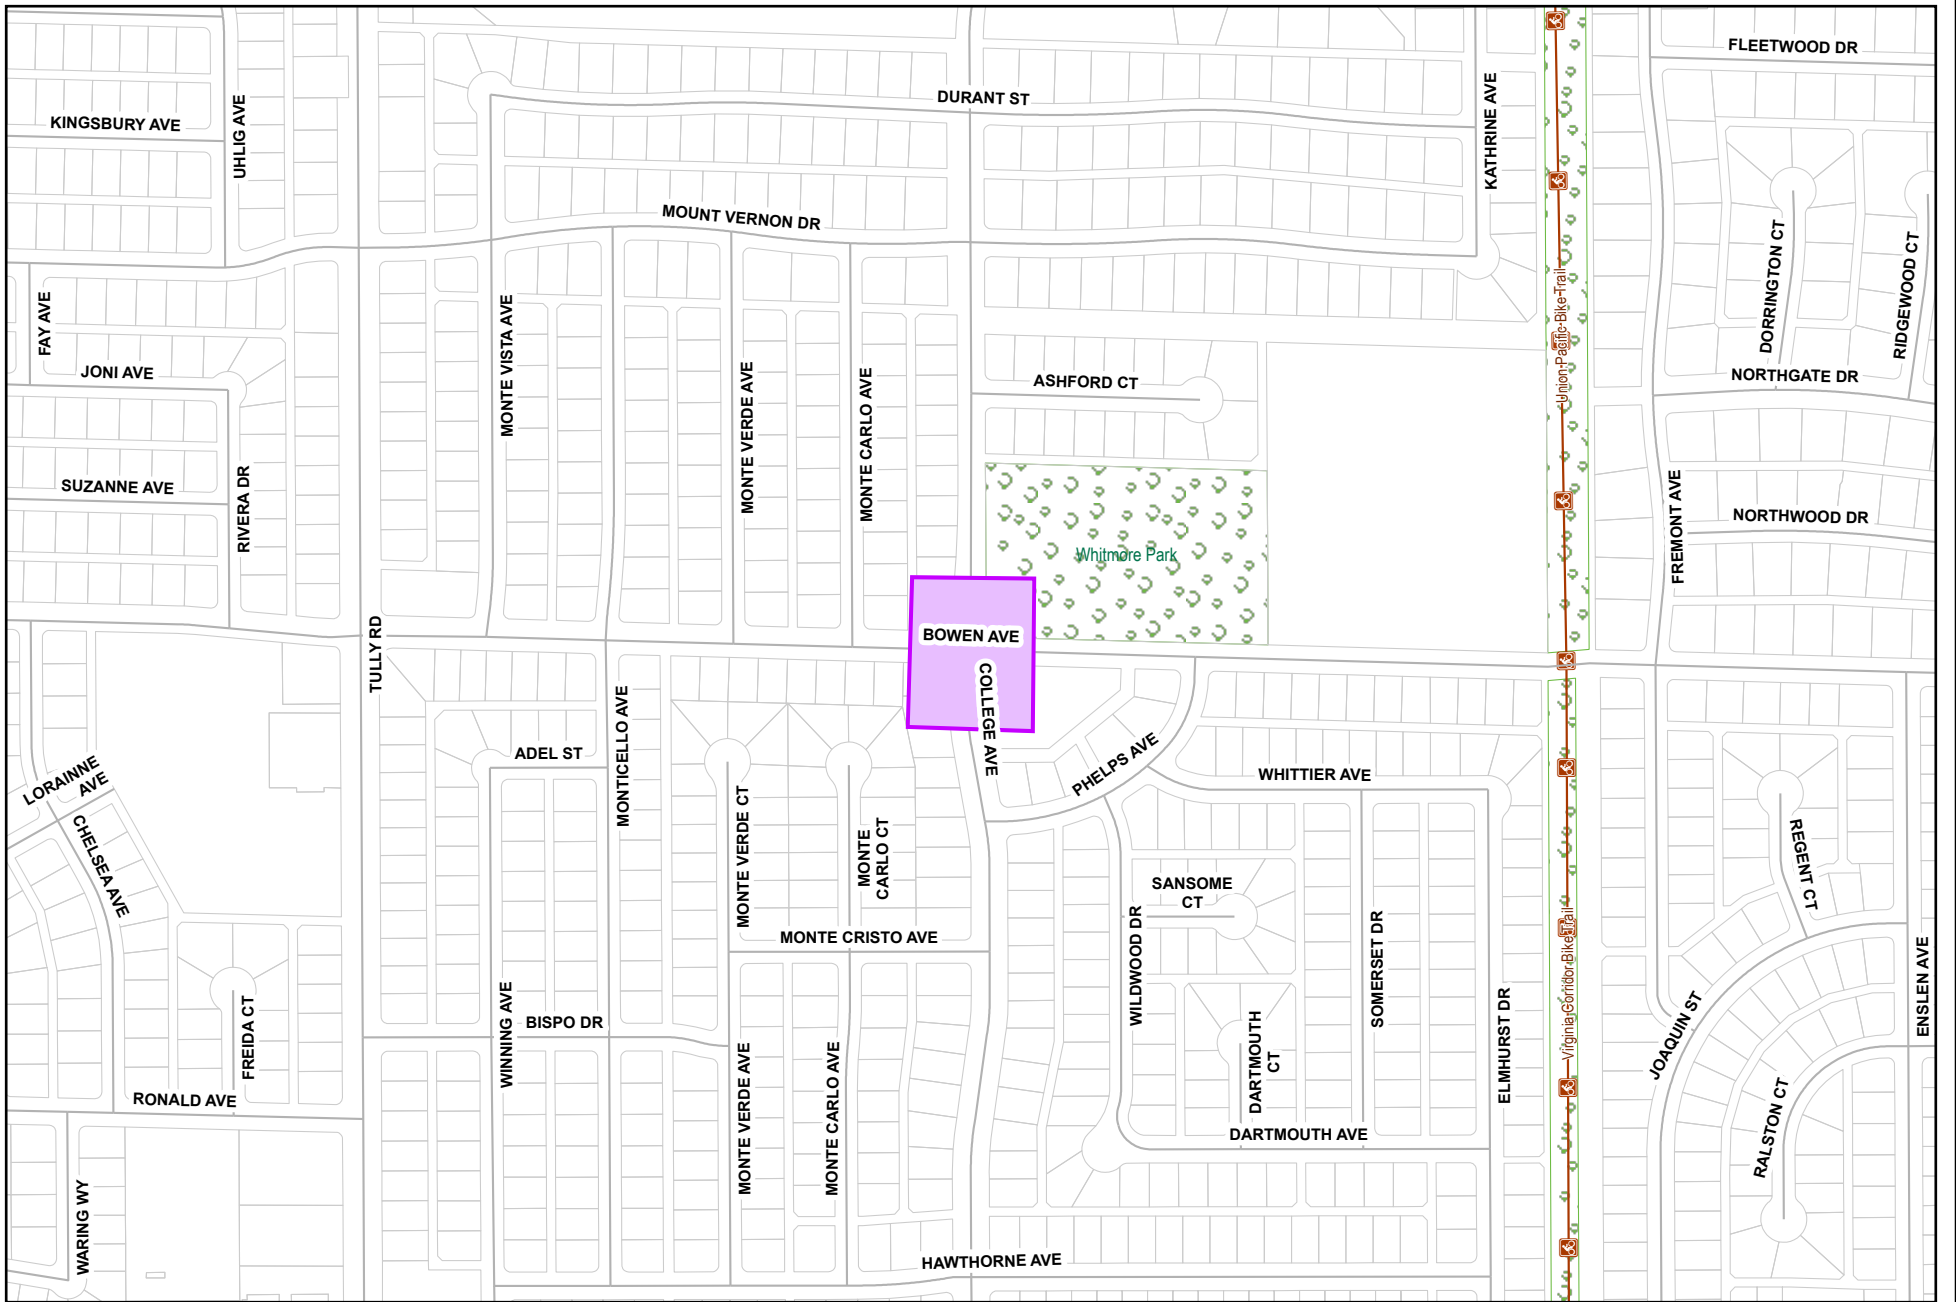 FLEETWOOD DR
KINGSBURY AVE
UHLIG AVE
DURANT ST
KATHRINE AVE
MOUNT VERNON DR
DORRINGTON CT
RIDGEWOOD CT
FAY AVE
JONI AVE
MONTE VISTA AVE
MONTE VERDE AVE
MONTE CARLO AVE
ASHFORD CT
Union Pacific Bike Trail
NORTHGATE DR
SUZANNE AVE
RIVERA DR
FREMONT AVE
NORTHWOOD DR
Whitmore Park
TULLY RD
BOWEN AVE
COLLEGE AVE
MONTICELLO AVE
ADEL ST
PHELPS AVE
WHITTIER AVE
LORAINNE
AVE
CHELSEA AVE
MONTE VERDE CT
MONTE
CARLO CT
REGENT CT
SANSOME
CT
WILDWOOD DR
SOMERSET DR
MONTE CRISTO AVE
Virginia Corridor Bike Trail
ENSLEN AVE
WINNING AVE
BISPO DR
FREIDA CT
ELMHURST DR
JOAQUIN ST
DARTMOUTH
CT
RONALD AVE
MONTE VERDE AVE
MONTE CARLO AVE
DARTMOUTH AVE
RALSTON CT
WARING WY
HAWTHORNE AVE